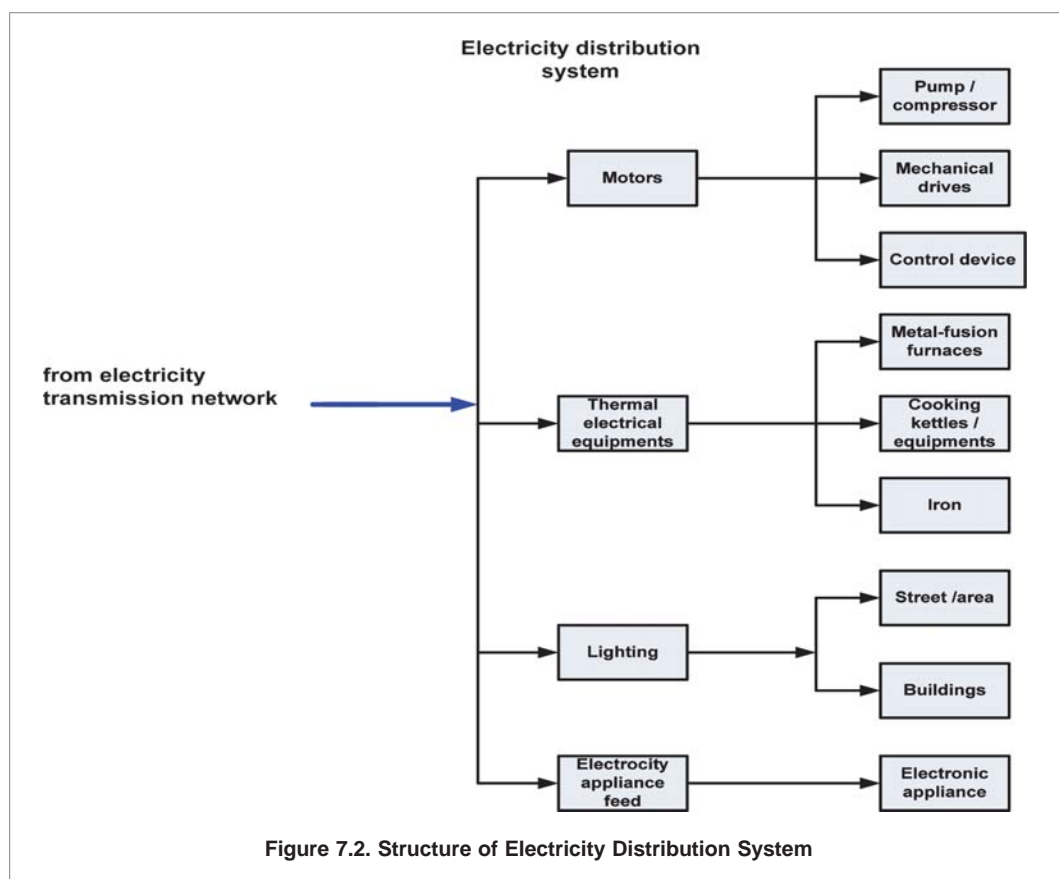 Electricity distribution
system
Pump /
compressor
Motors
Mechanical
drives
Control device
Metal-fusion
furnaces
from electricity
transmission network
Thermal
electrical
equipments
Cooking
kettles /
equipments
Iron
Street /area
Lighting
Buildings
Electrocity
appliance
feed
Electronic
appliance
Figure 7.2. Structure of Electricity Distribution System